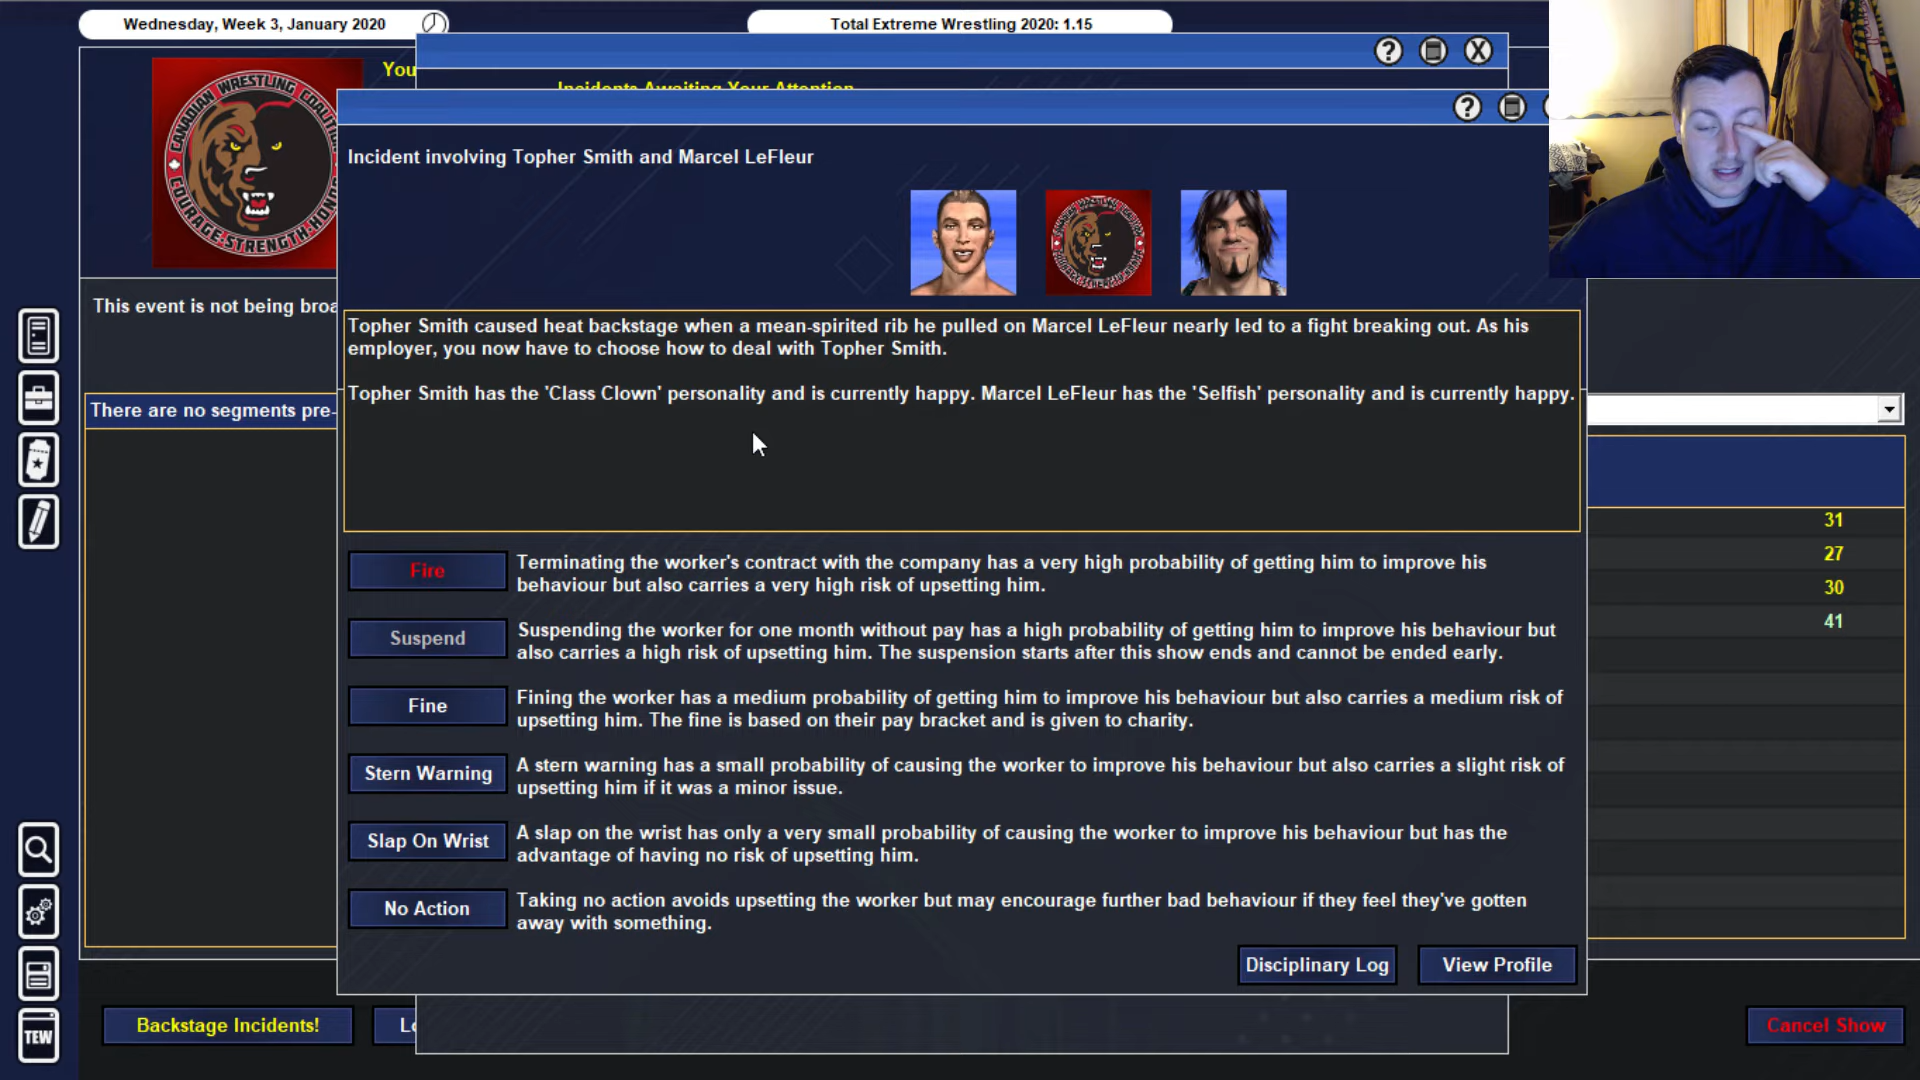 Wednesday, Week 3, January 2020
Total Extreme Wrestling 2020: 1.15
You
Incidents Awaiting Your Attention
CANADIAN WRESTLING COALITION
COURAGE·STRENGTH·HONO
Incident involving Topher Smith and Marcel LeFleur
This event is not being broa
Topher Smith caused heat backstage when a mean-spirited rib he pulled on Marcel LeFleur nearly led to a fight breaking out. As his
employer, you now have to choose how to deal with Topher Smith.
Topher Smith has the 'Class Clown' personality and is currently happy. Marcel LeFleur has the 'Selfish' personality and is currently happy.
There are no segments pre-
31
27
30
41
Fire
Terminating the worker's contract with the company has a very high probability of getting him to improve his
behaviour but also carries a very high risk of upsetting him.
Suspend
Suspending the worker for one month without pay has a high probability of getting him to improve his behaviour but
also carries a high risk of upsetting him. The suspension starts after this show ends and cannot be ended early.
Fine
Fining the worker has a medium probability of getting him to improve his behaviour but also carries a medium risk of
upsetting him. The fine is based on their pay bracket and is given to charity.
Stern Warning
A stern warning has a small probability of causing the worker to improve his behaviour but also carries a slight risk of
upsetting him if it was a minor issue.
Slap On Wrist
A slap on the wrist has only a very small probability of causing the worker to improve his behaviour but has the
advantage of having no risk of upsetting him.
No Action
Taking no action avoids upsetting the worker but may encourage further bad behaviour if they feel they've gotten
away with something.
Disciplinary Log
View Profile
Backstage Incidents!
Lo
Cancel Show
TEW